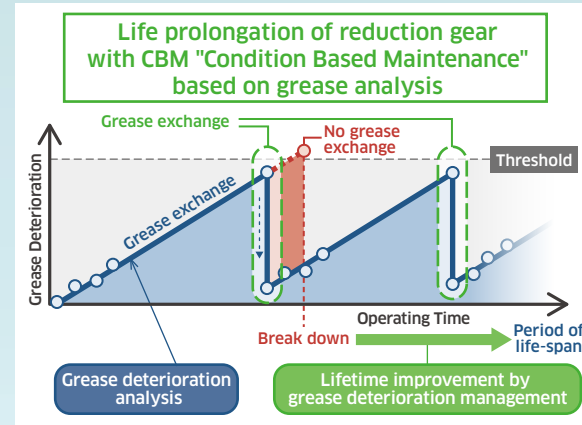 Life prolongation of reduction gear
with CBM "Condition Based Maintenance"
based on grease analysis
Grease exchange
No grease
exchange
Threshold
Grease Deterioration
Grease exchange
Operating Time
Break down
Period of
life-span
Grease deterioration
analysis
Lifetime improvement by
grease deterioration management